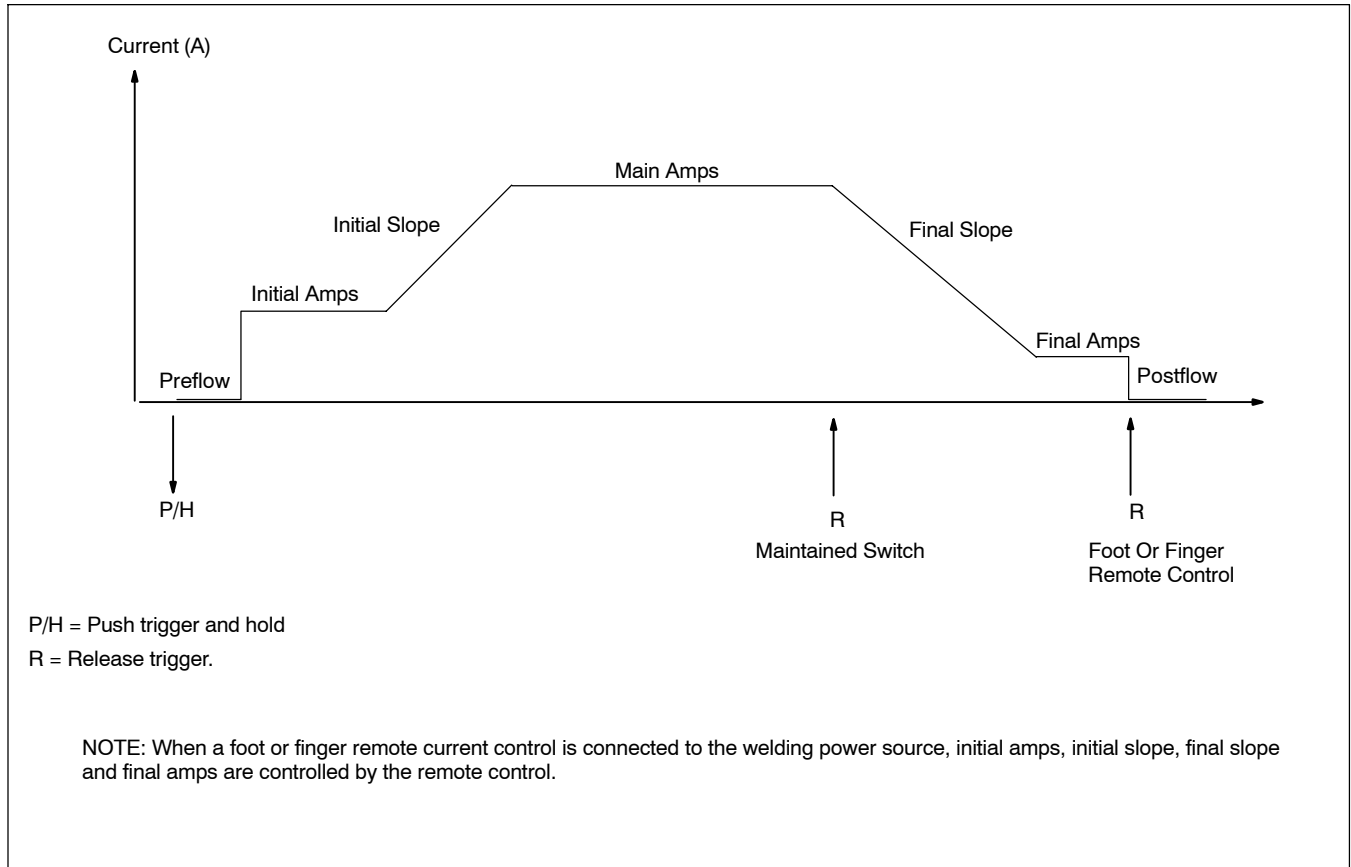 Current (A)
Main Amps
Initial Slope
Final Slope
Initial Amps
Final Amps
Preflow
Postflow
P/H
R
Maintained Switch
R
Foot Or Finger
Remote Control
P/H = Push trigger and hold
R = Release trigger.
NOTE: When a foot or finger remote current control is connected to the welding power source, initial amps, initial slope, final slope
and final amps are controlled by the remote control.